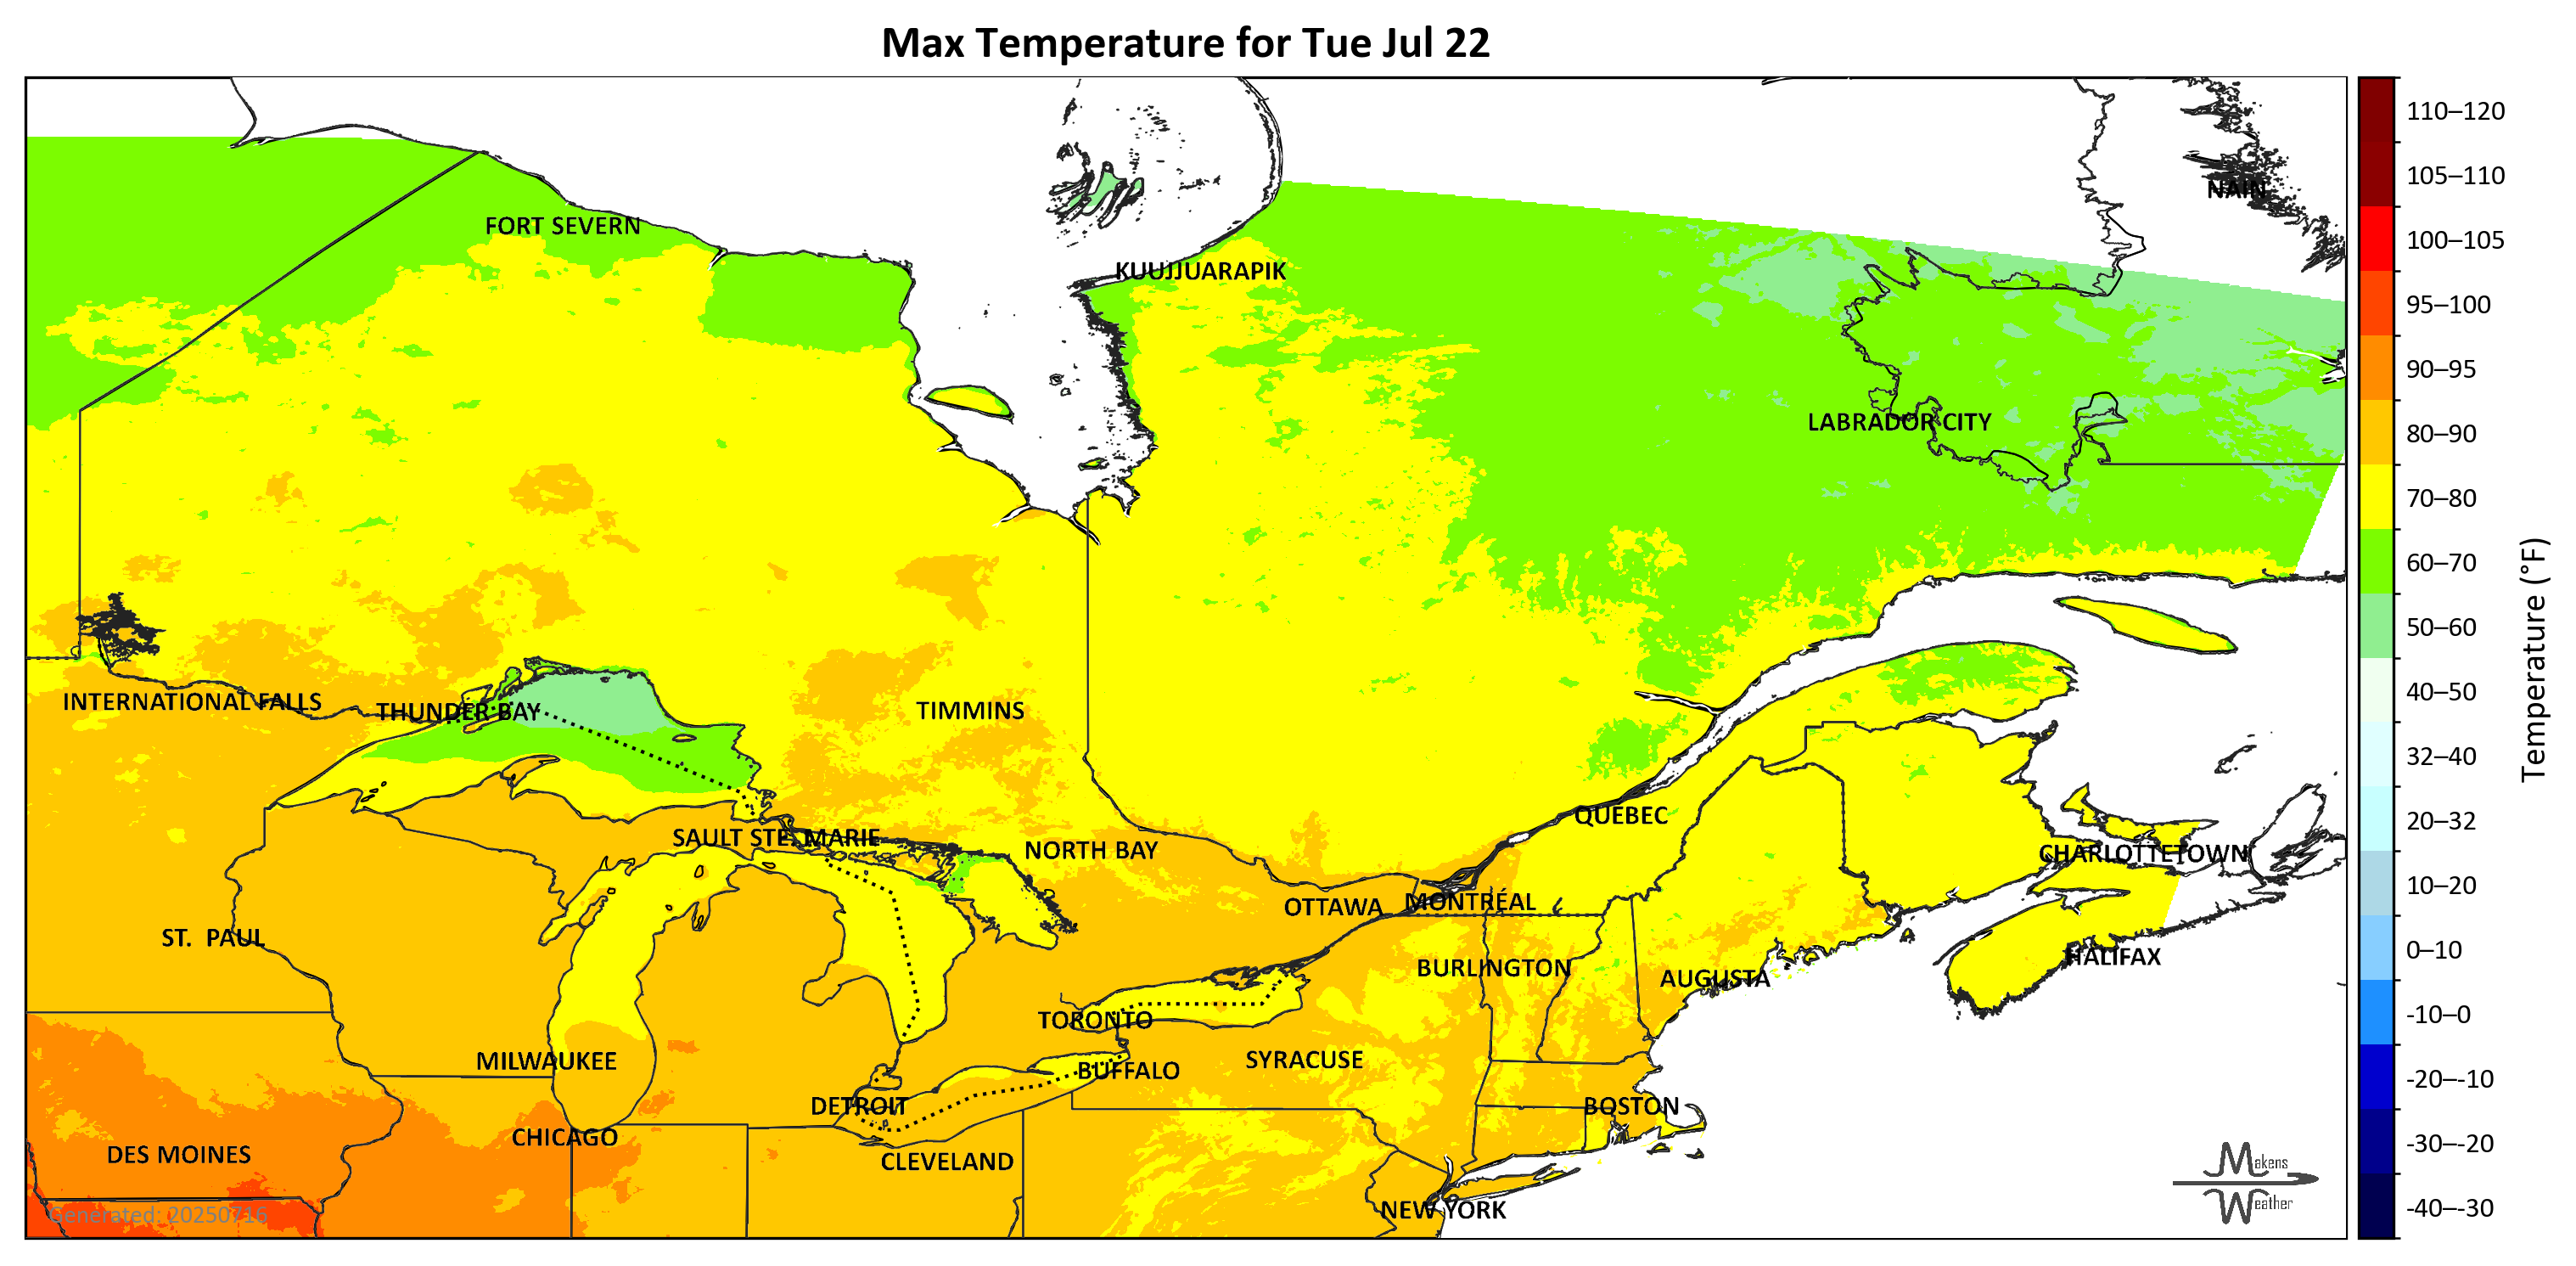 Max Temperature for Tue Jul 22
110–120
105–110
NAIN
FORT SEVERN
100–105
KUUJJUARAPIK
95–100
90–95
LABRADOR CITY
80–90
70–80
60–70
50–60
Temperature (°F)
40–50
INTERNATIONAL FALLS
THUNDER BAY
TIMMINS
32–40
QUEBEC
20–32
SAULT STE. MARIE
NORTH BAY
CHARLOTTETOWN
10–20
OTTAWA
MONTRÉAL
ST. PAUL
0–10
HALIFAX
BURLINGTON
AUGUSTA
-10–0
TORONTO
MILWAUKEE
SYRACUSE
BUFFALO
-20–-10
DETROIT
BOSTON
CHICAGO
-30–-20
DES MOINES
CLEVELAND
Makens
Weather
NEW YORK
-40–-30
Generated: 20250716